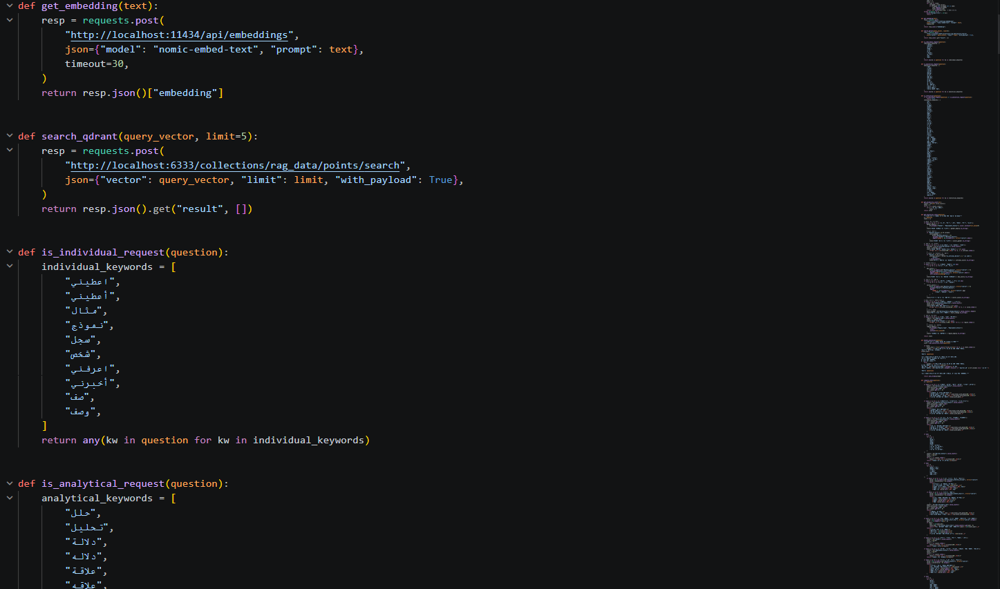 def get_embedding(text):
    resp = requests.post(
        "http://localhost:11434/api/embeddings",
        json={"model": "nomic-embed-text", "prompt": text},
        timeout=30,
    )
    return resp.json()["embedding"]
def search_qdrant(query_vector, limit=5):
    resp = requests.post(
        "http://localhost:6333/collections/rag_data/points/search",
        json={"vector": query_vector, "limit": limit, "with_payload": True},
    )
    return resp.json().get("result", [])
def is_individual_request(question):
    individual_keywords = [
        "اعطيني",
        "أعطيني",
        "مثال",
        "نموذج",
        "سجل",
        "شخص",
        "اعرفني",
        "أخبرني",
        "صف",
        "وصف",
    ]
    return any(kw in question for kw in individual_keywords)
def is_analytical_request(question):
    analytical_keywords = [
        "حلل",
        "تحليل",
        "دلالة",
        "دلاله",
        "علاقة",
        "علاقه",